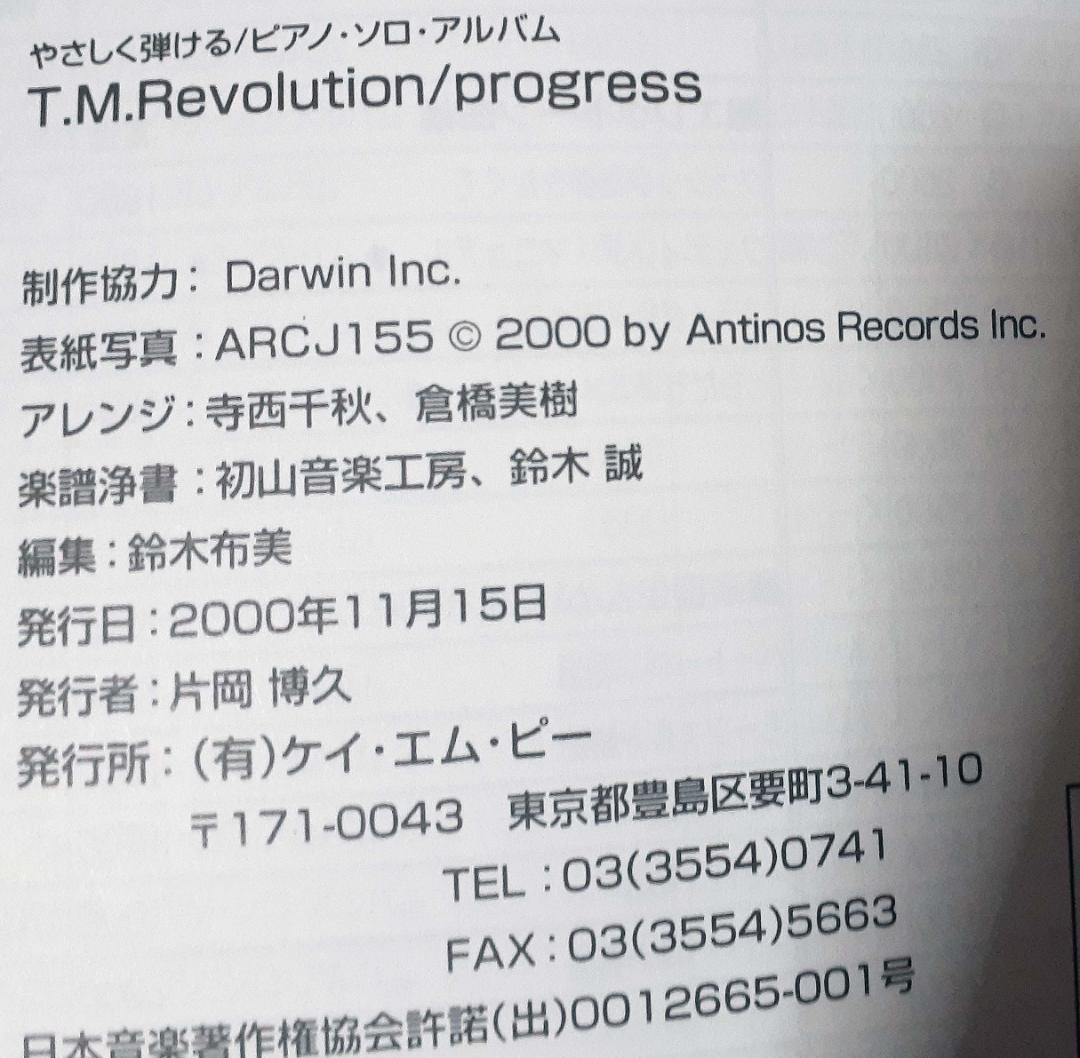 やさしく弾ける/ピアノ・ソロ・アルバム
T.M.Revolution/progress
制作協力： Darwin Inc.
表紙写真：ARCJ155 © 2000 by Antinos Records Inc.
アレンジ：寺西千秋、倉橋美樹
楽譜浄書：初山音楽工房、鈴木 誠
編集：鈴木布美
発行日：2000年11月15日
発行者：片岡 博久
発行所：(有)ケイ・エム・ピー
〒171-0043 東京都豊島区要町3-41-10
TEL：03(3554)0741
FAX：03(3554)5663
日本音楽著作権協会許諾(出)0012665-001号